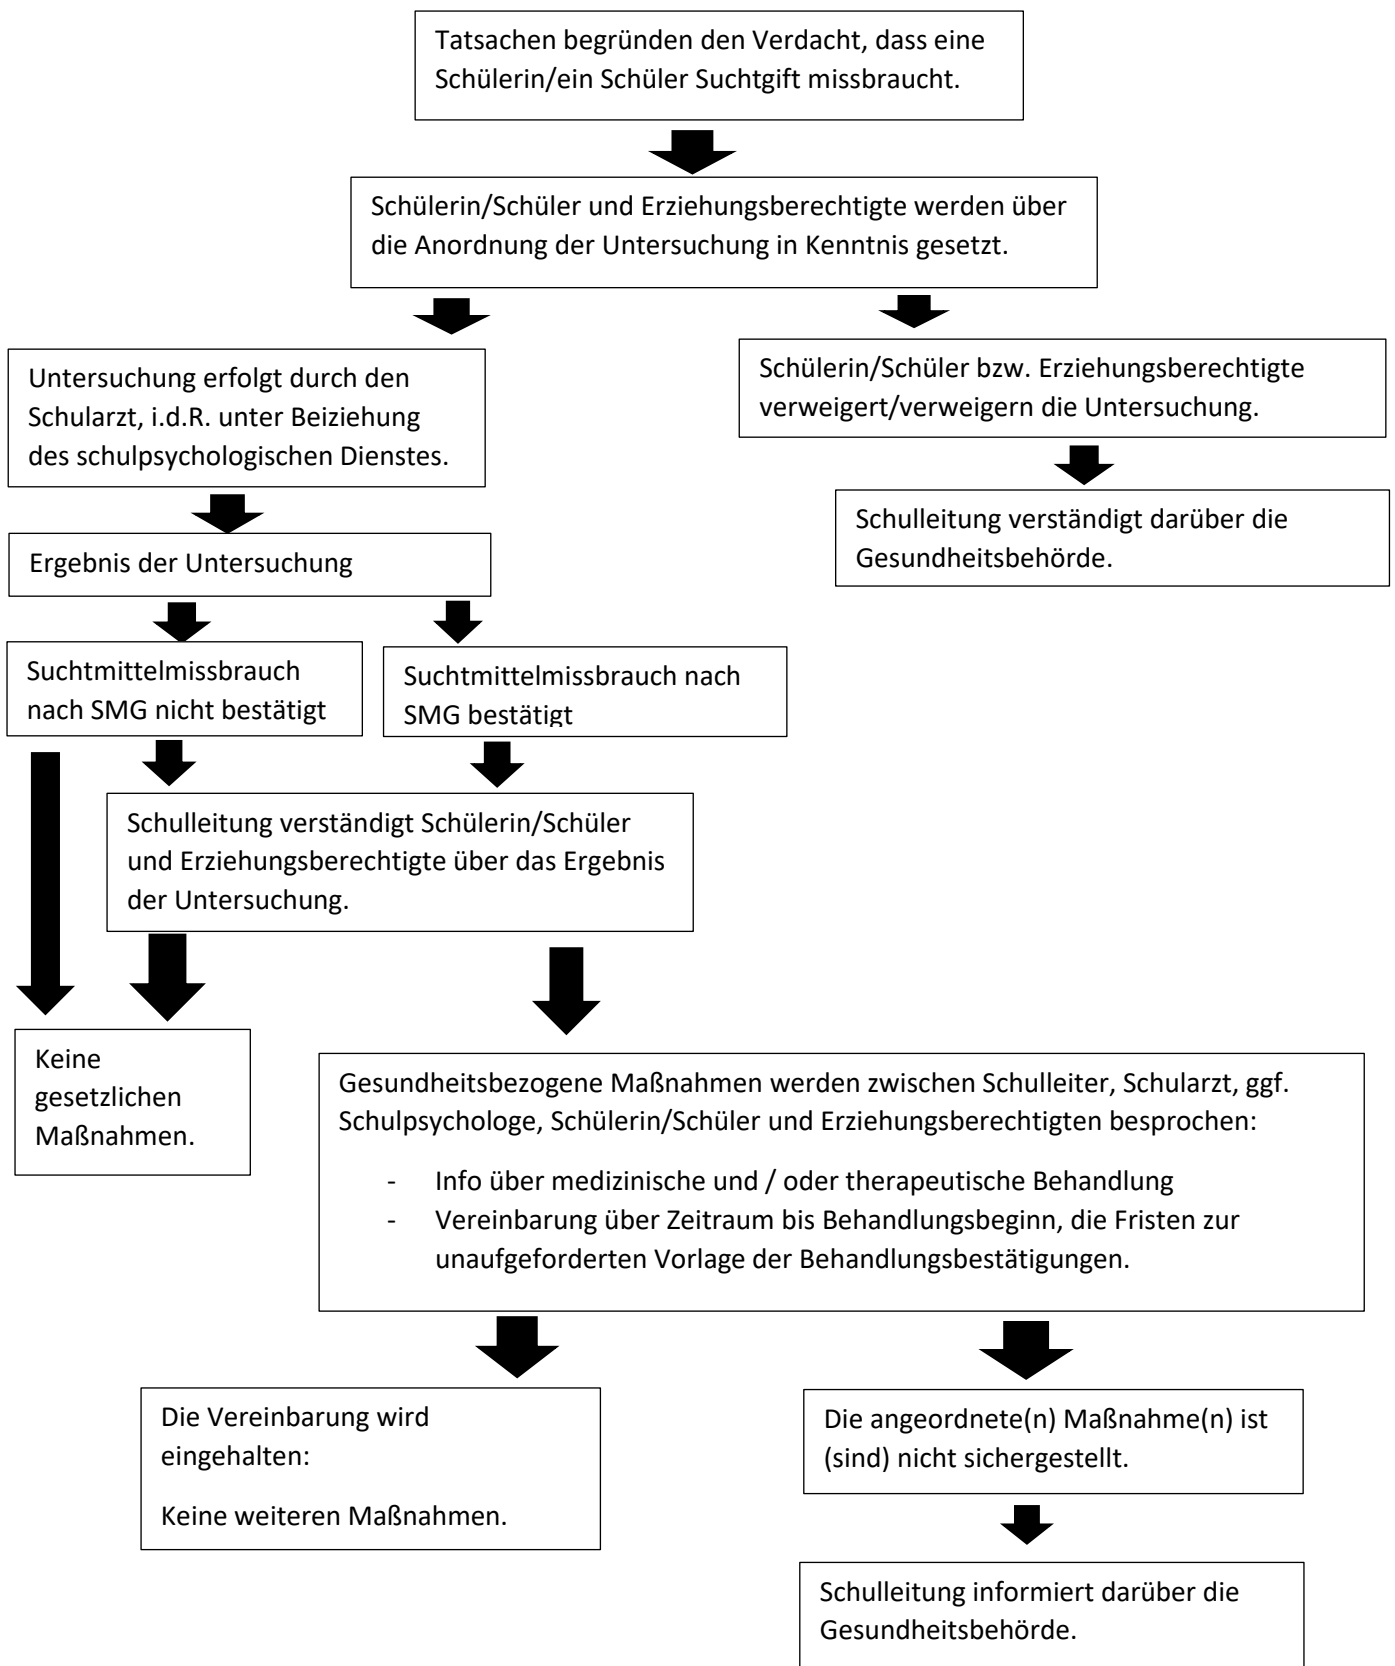 Tatsachen begründen den Verdacht, dass eine
Schülerin/ein Schüler Suchtgift missbraucht.
Schülerin/Schüler und Erziehungsberechtigte werden über
die Anordnung der Untersuchung in Kenntnis gesetzt.
Untersuchung erfolgt durch den
Schularzt, i.d.R. unter Beiziehung
des schulpsychologischen Dienstes.
Schülerin/Schüler bzw. Erziehungsberechtigte
verweigert/verweigern die Untersuchung.
Schulleitung verständigt darüber die
Gesundheitsbehörde.
Ergebnis der Untersuchung
Suchtmittelmissbrauch
nach SMG nicht bestätigt
Suchtmittelmissbrauch nach
SMG bestätigt
Schulleitung verständigt Schülerin/Schüler
und Erziehungsberechtigte über das Ergebnis
der Untersuchung.
Keine
gesetzlichen
Maßnahmen.
Gesundheitsbezogene Maßnahmen werden zwischen Schulleiter, Schularzt, ggf.
Schulpsychologe, Schülerin/Schüler und Erziehungsberechtigten besprochen:
- Info über medizinische und / oder therapeutische Behandlung
- Vereinbarung über Zeitraum bis Behandlungsbeginn, die Fristen zur
unaufgeforderten Vorlage der Behandlungsbestätigungen.
Die Vereinbarung wird
eingehalten:
Keine weiteren Maßnahmen.
Die angeordnete(n) Maßnahme(n) ist
(sind) nicht sichergestellt.
Schulleitung informiert darüber die
Gesundheitsbehörde.